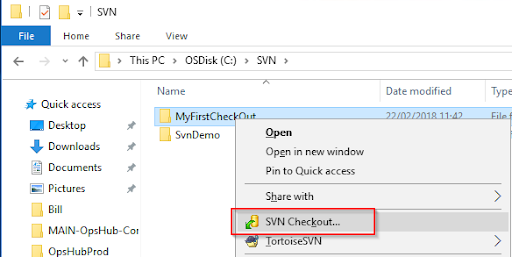 SVN
File
Home
Share
View
This PC
OSDisk (C:)
SVN
Name
Date modified
Type
Quick access
MyFirstCheckOut
22/02/2018 11:42
File f
Desktop
SvnDemo
Open
Downloads
Open in new window
Documents
Pin to Quick access
Pictures
Share with
Bill
SVN Checkout...
MAIN-OpsHub-Cor
TortoiseSVN
OpsHubProd